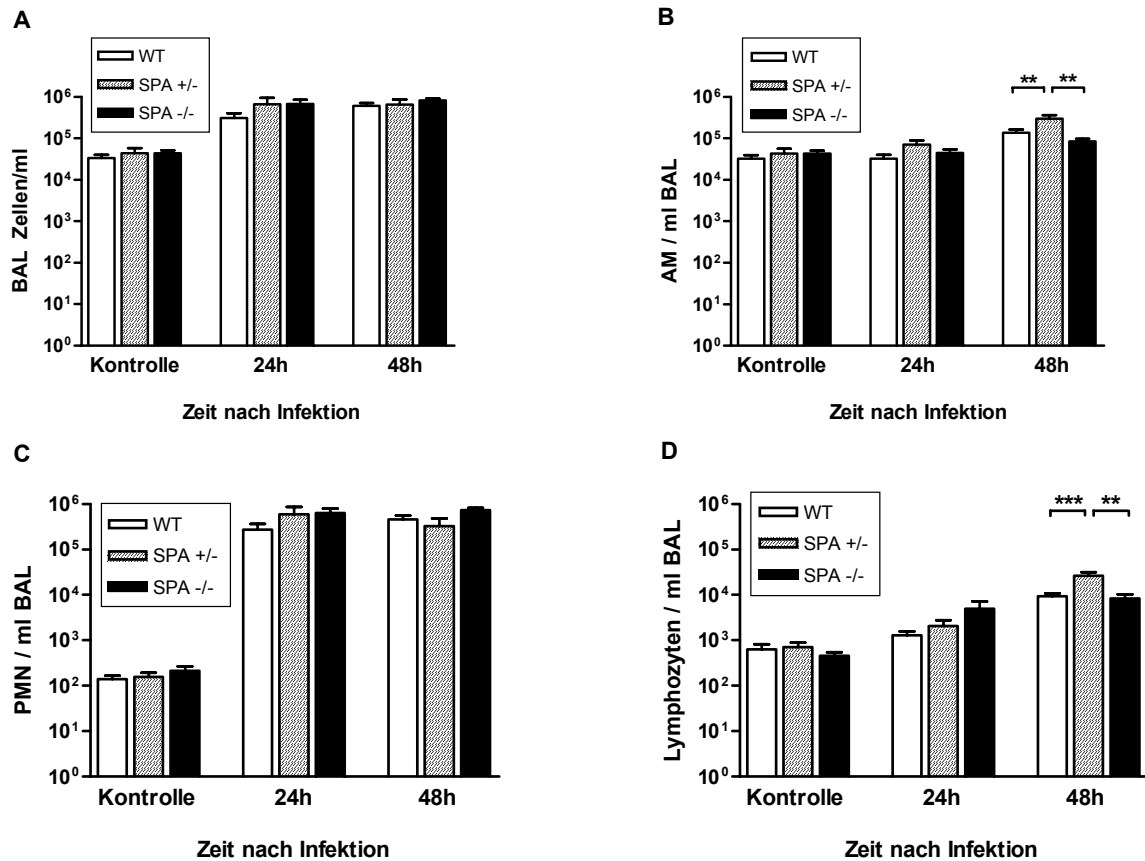 A
WT
SPA +/-
SPA -/-
BAL Zellen/ml
10⁶
10⁵
10⁴
10³
10²
10¹
10⁰
Kontrolle 24h 48h
Zeit nach Infektion
B
WT
SPA +/-
SPA -/-
** **
AM / ml BAL
10⁶
10⁵
10⁴
10³
10²
10¹
10⁰
Kontrolle 24h 48h
Zeit nach Infektion
C
WT
SPA +/-
SPA -/-
PMN / ml BAL
10⁶
10⁵
10⁴
10³
10²
10¹
10⁰
Kontrolle 24h 48h
Zeit nach Infektion
D
WT
SPA +/-
SPA -/-
*** **
Lymphozyten / ml BAL
10⁶
10⁵
10⁴
10³
10²
10¹
10⁰
Kontrolle 24h 48h
Zeit nach Infektion